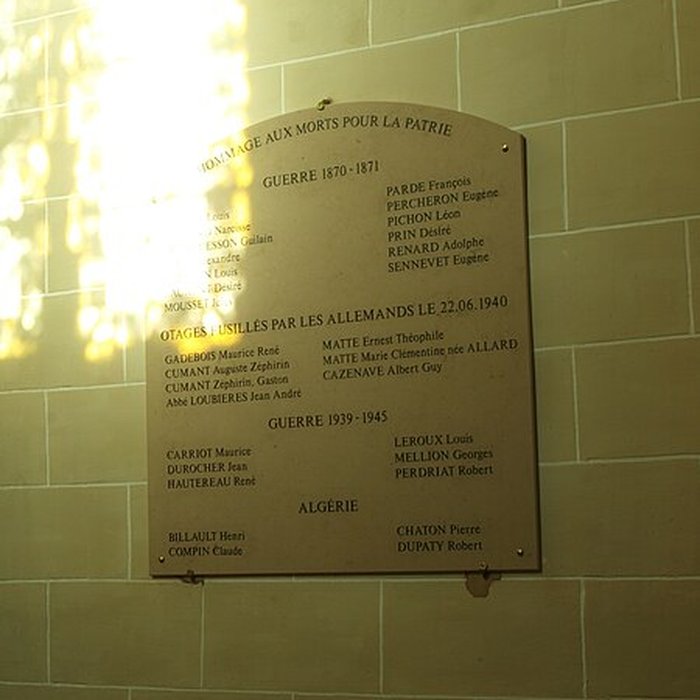 HOMMAGE AUX MORTS POUR LA PATRIE
GUERRE 1870-1871
Louis
Narcisse
ESSON Guilain
Louis
Désiré
MOUSSET
PARDE François
PERCHERON Eugène
PICHON Léon
PRIN Désiré
RENARD Adolphe
SENNEVET Eugène
OTAGES FUSILLÉS PAR LES ALLEMANDS LE 22.06.1940
GADEBOIS Maurice René
CUMANT Auguste Zéphirin
CUMANT Zéphirin, Gaston
Abbé LOUBIERES Jean André
MATTE Ernest Théophile
MATTE Marie Clémentine née ALLARD
CAZENAVE Albert Guy
GUERRE 1939-1945
CARRIOT Maurice
DUROCHER Jean
HAUTEREAU René
LEROUX Louis
MELLION Georges
PERDRIAT Robert
ALGÉRIE
BILLAULT Henri
COMPIN Claude
CHATON Pierre
DUPATY Robert